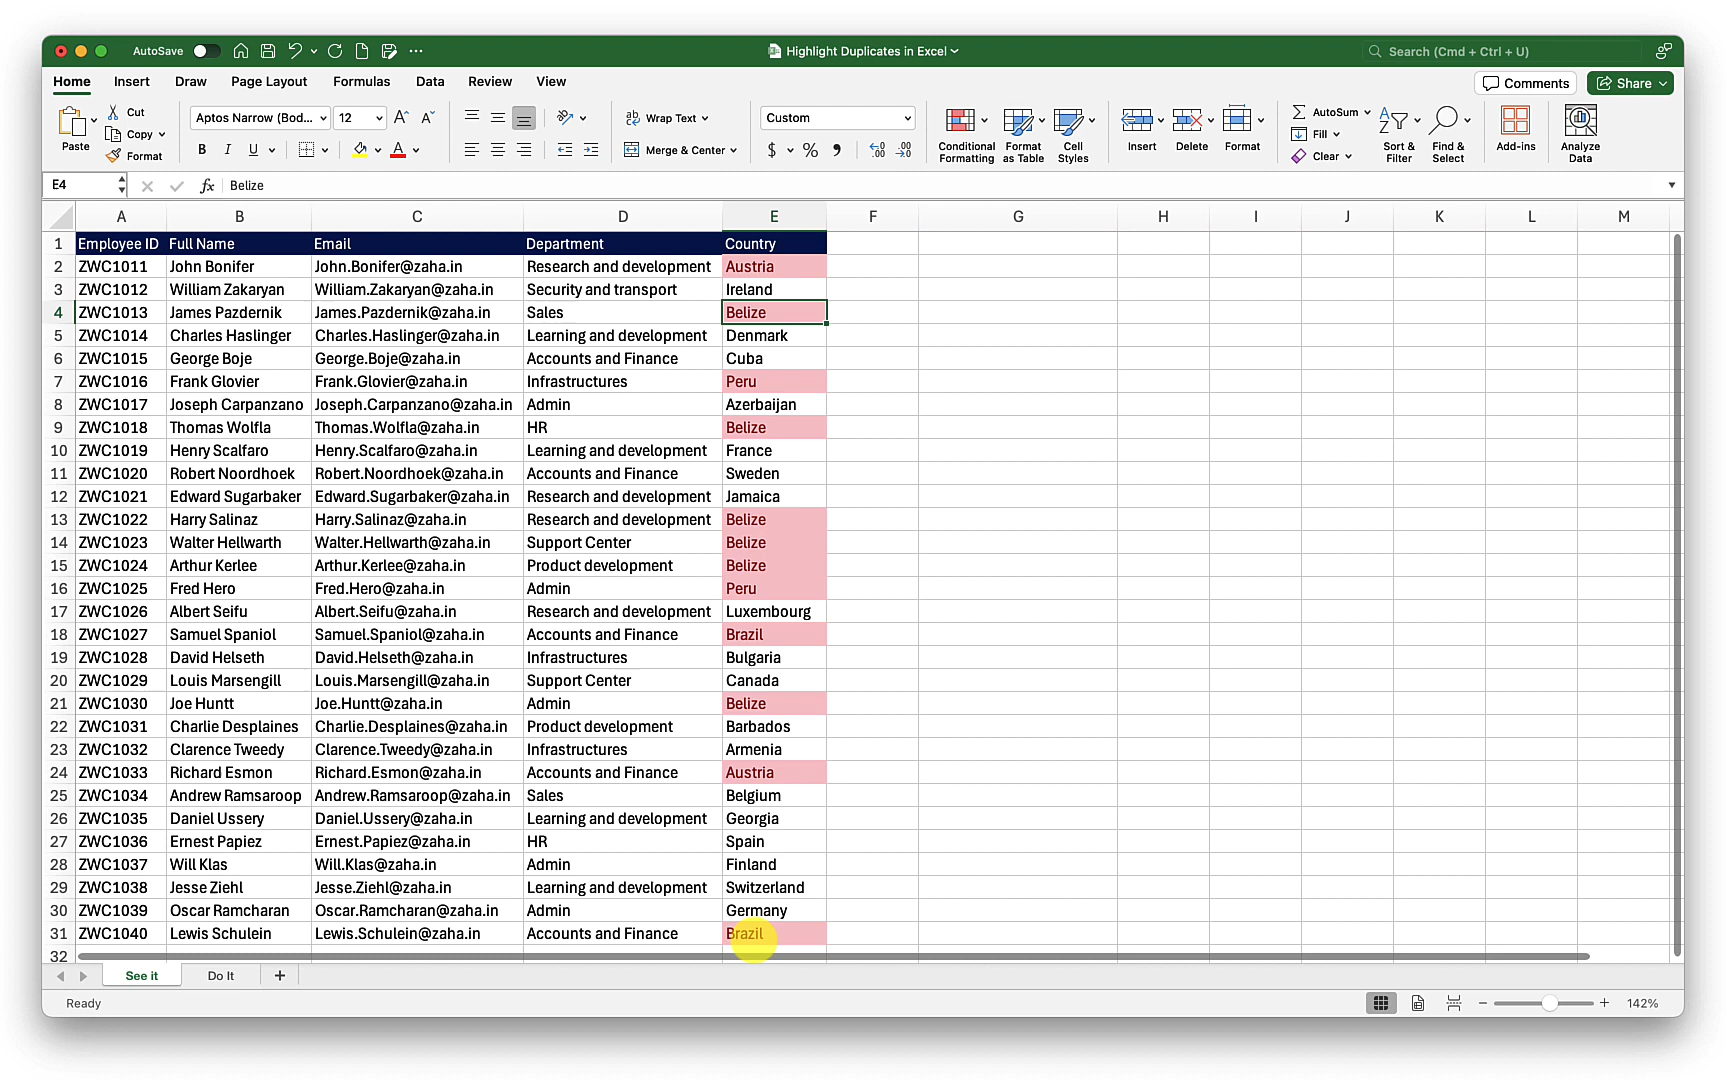 AutoSave Highlight Duplicates in Excel Search (Cmd + Ctrl + U)
Home Insert Draw Page Layout Formulas Data Review View Comments Share
Paste Cut Copy Format
Aptos Narrow (Bod... 12 A A
B I U A
Wrap Text
Merge & Center
Custom
$ % 9
Conditional Formatting Format as Table Cell Styles
Insert Delete Format
AutoSum Fill Clear
Sort & Filter Find & Select Add-ins Analyze Data
E4 fx Belize
A B C D E F G H I J K L M
1 Employee ID Full Name Email Department Country
2 ZWC1011 John Bonifer John.Bonifer@zaha.in Research and development Austria
3 ZWC1012 William Zakaryan William.Zakaryan@zaha.in Security and transport Ireland
4 ZWC1013 James Pazdernik James.Pazdernik@zaha.in Sales Belize
5 ZWC1014 Charles Haslinger Charles.Haslinger@zaha.in Learning and development Denmark
6 ZWC1015 George Boje George.Boje@zaha.in Accounts and Finance Cuba
7 ZWC1016 Frank Glovier Frank.Glovier@zaha.in Infrastructures Peru
8 ZWC1017 Joseph Carpanzano Joseph.Carpanzano@zaha.in Admin Azerbaijan
9 ZWC1018 Thomas Wolfla Thomas.Wolfla@zaha.in HR Belize
10 ZWC1019 Henry Scalfaro Henry.Scalfaro@zaha.in Learning and development France
11 ZWC1020 Robert Noordhoek Robert.Noordhoek@zaha.in Accounts and Finance Sweden
12 ZWC1021 Edward Sugarbaker Edward.Sugarbaker@zaha.in Research and development Jamaica
13 ZWC1022 Harry Salinaz Harry.Salinaz@zaha.in Research and development Belize
14 ZWC1023 Walter Hellwarth Walter.Hellwarth@zaha.in Support Center Belize
15 ZWC1024 Arthur Kerlee Arthur.Kerlee@zaha.in Product development Belize
16 ZWC1025 Fred Hero Fred.Hero@zaha.in Admin Peru
17 ZWC1026 Albert Seifu Albert.Seifu@zaha.in Research and development Luxembourg
18 ZWC1027 Samuel Spaniol Samuel.Spaniol@zaha.in Accounts and Finance Brazil
19 ZWC1028 David Helseth David.Helseth@zaha.in Infrastructures Bulgaria
20 ZWC1029 Louis Marsengill Louis.Marsengill@zaha.in Support Center Canada
21 ZWC1030 Joe Huntt Joe.Huntt@zaha.in Admin Belize
22 ZWC1031 Charlie Desplaines Charlie.Desplaines@zaha.in Product development Barbados
23 ZWC1032 Clarence Tweedy Clarence.Tweedy@zaha.in Infrastructures Armenia
24 ZWC1033 Richard Esmon Richard.Esmon@zaha.in Accounts and Finance Austria
25 ZWC1034 Andrew Ramsaroop Andrew.Ramsaroop@zaha.in Sales Belgium
26 ZWC1035 Daniel Ussery Daniel.Ussery@zaha.in Learning and development Georgia
27 ZWC1036 Ernest Papiez Ernest.Papiez@zaha.in HR Spain
28 ZWC1037 Will Klas Will.Klas@zaha.in Admin Finland
29 ZWC1038 Jesse Ziehl Jesse.Ziehl@zaha.in Learning and development Switzerland
30 ZWC1039 Oscar Ramcharan Oscar.Ramcharan@zaha.in Admin Germany
31 ZWC1040 Lewis Schulein Lewis.Schulein@zaha.in Accounts and Finance Brazil
32
See it Do It +
Ready 142%